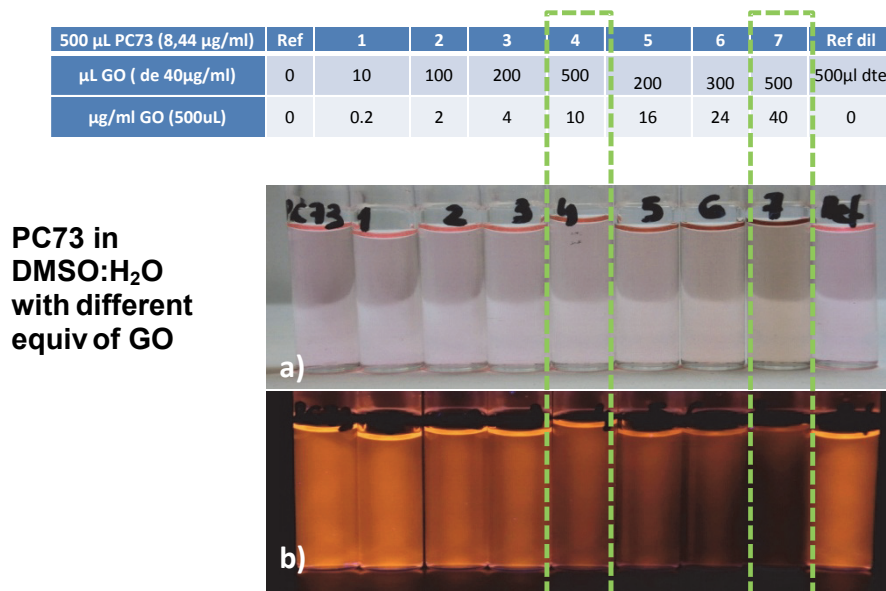 500 µL PC73 (8,44 µg/ml) Ref 1 2 3 4 5 6 7 Ref dil
µL GO ( de 40µg/ml) 0 10 100 200 500 200 300 500 500µl dte
µg/ml GO (500uL) 0 0.2 2 4 10 16 24 40 0
PC73 in
DMSO:H₂O
with different
equiv of GO
PC73 1 2 3 4 5 6 7 Ref
a)
b)